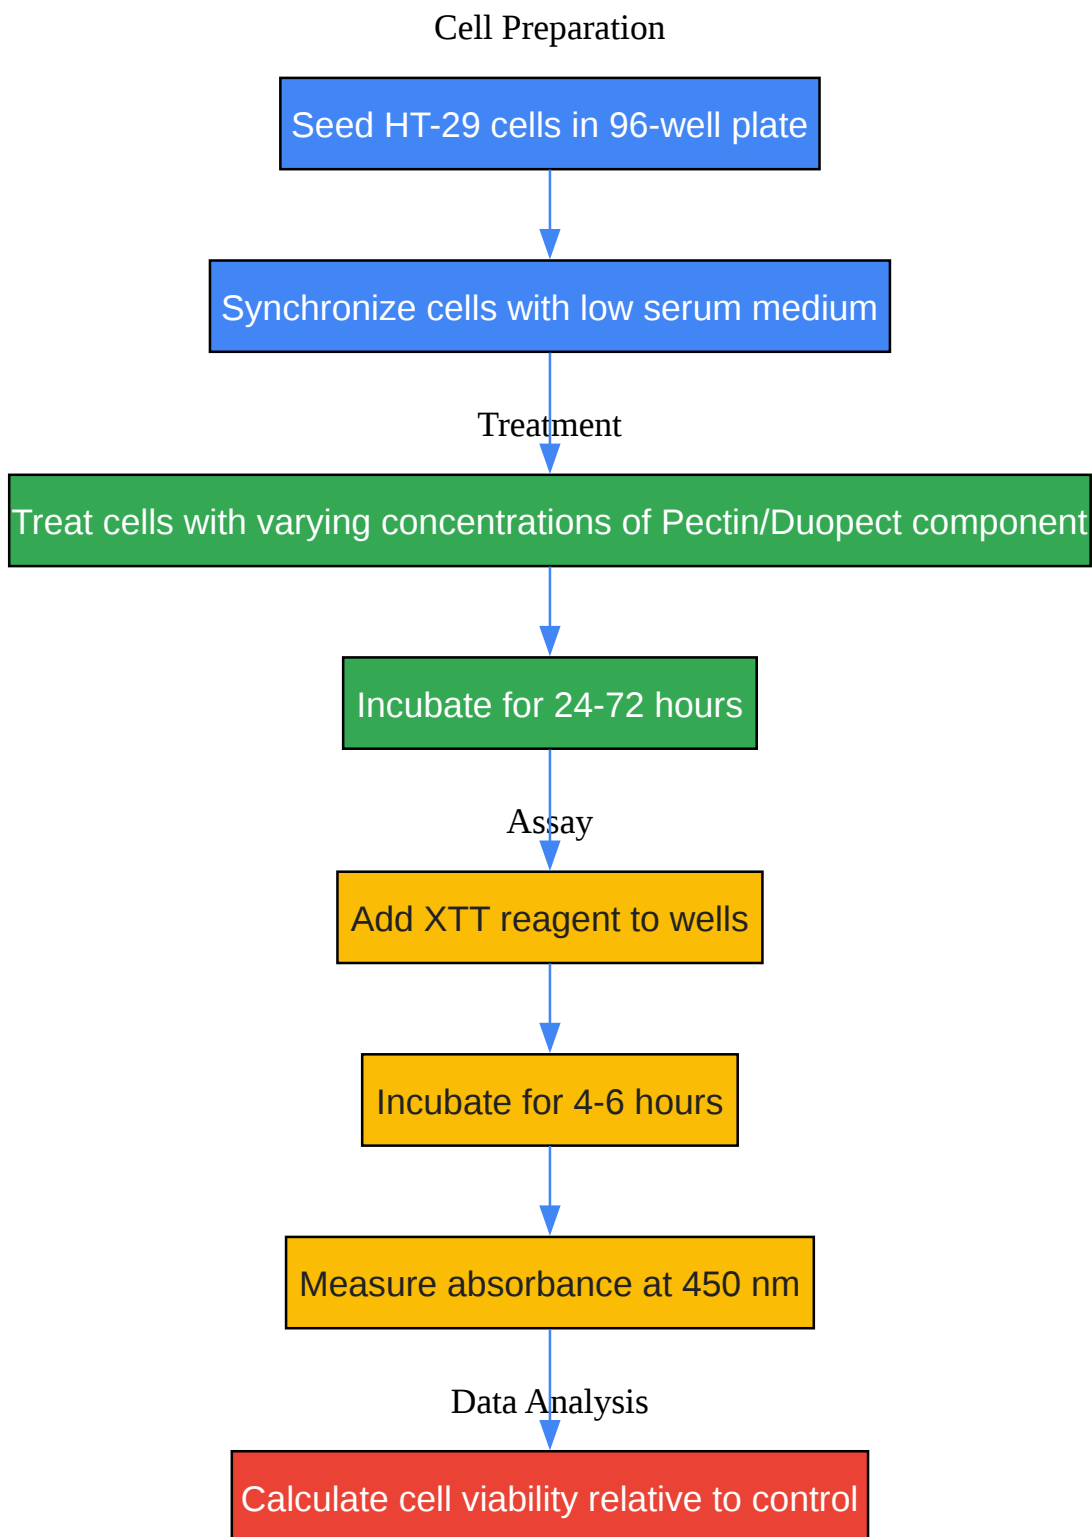 Cell Preparation
Seed HT-29 cells in 96-well plate
Synchronize cells with low serum medium
Treatment
Treat cells with varying concentrations of Pectin/Duopect component
Incubate for 24-72 hours
Assay
Add XTT reagent to wells
Incubate for 4-6 hours
Measure absorbance at 450 nm
Data Analysis
Calculate cell viability relative to control